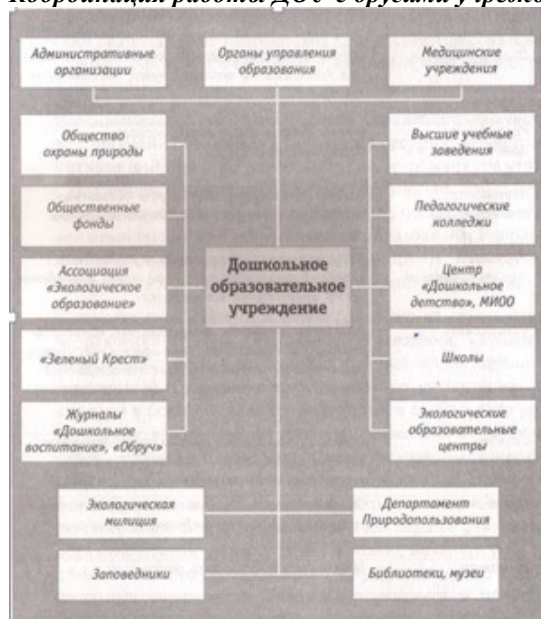 Координация работы ДОУ с другими
Административные
организации
Органы управления
образования
Медицинские
учреждения
Общество
охраны природы
Общественные
фонды
Ассоциация
«Экологическое
образование»
«Зеленый Крест»
Журналы
«Дошкольное
воспитание», «Обруч»
Дошкольное
образовательное
учреждение
Высшие учебные
заведения
Педагогические
колледжи
Центр
«Дошкольное
детство», МИОО
Школы
Экологические
образовательные
центры
Экологическая
милиция
Департамент
Природопользования
Заповедники
Библиотеки, музеи